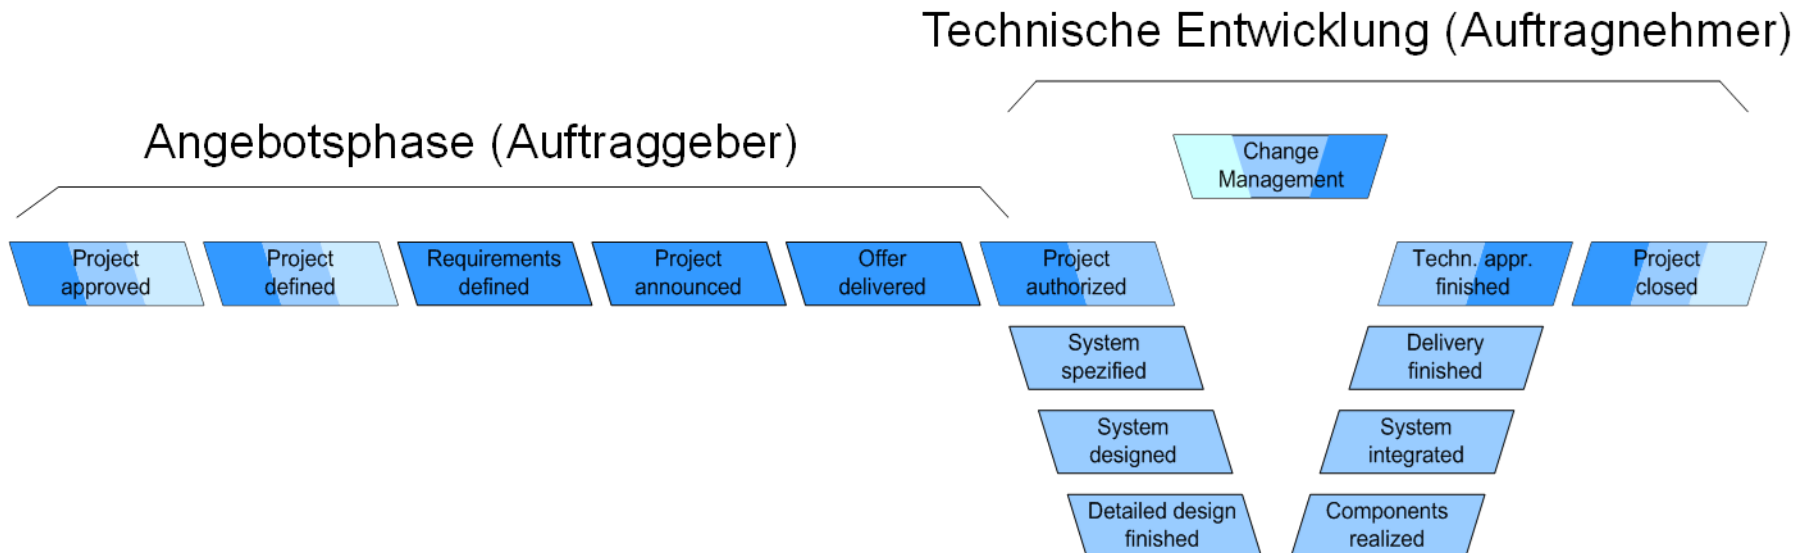 Technische Entwicklung (Auftragnehmer)
Angebotsphase (Auftraggeber)
Change
Management
Project
approved
Project
defined
Requirements
defined
Project
announced
Offer
delivered
Project
authorized
Techn. appr.
finished
Project
closed
System
spezified
Delivery
finished
System
designed
System
integrated
Detailed design
finished
Components
realized